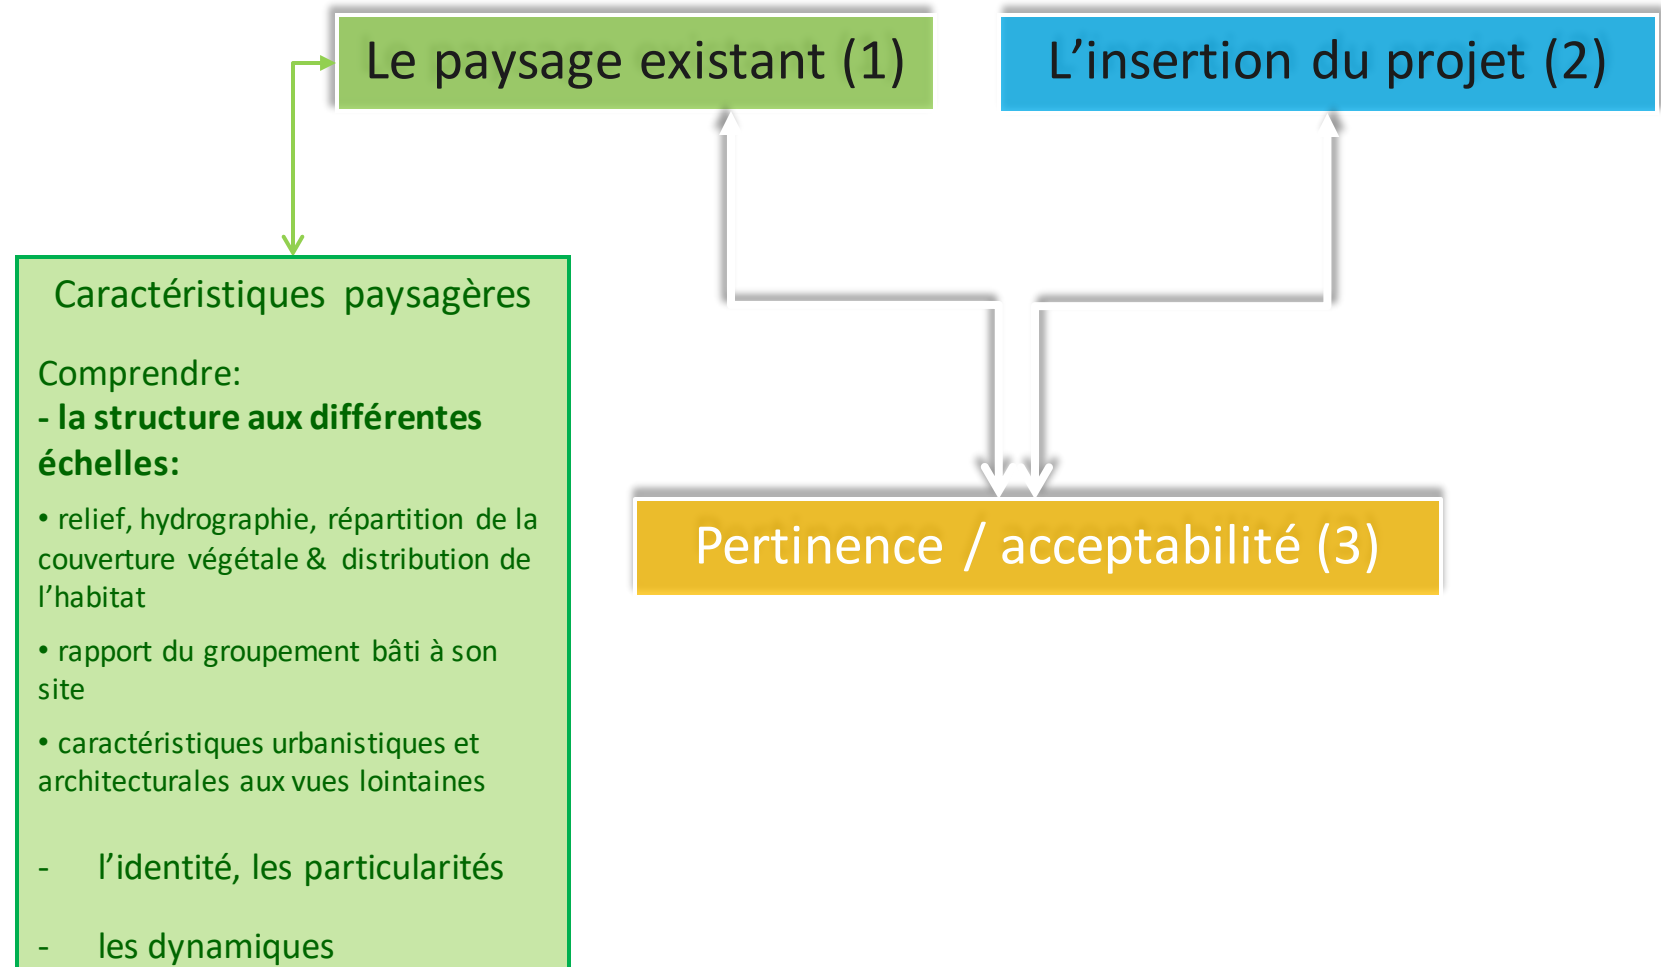 Le paysage existant (1)
L’insertion du projet (2)
Caractéristiques paysagères
Comprendre:
- la structure aux différentes
échelles:
• relief, hydrographie, répartition de la
couverture végétale & distribution de
l’habitat
• rapport du groupement bâti à son
site
• caractéristiques urbanistiques et
architecturales aux vues lointaines
- l’identité, les particularités
- les dynamiques
Pertinence / acceptabilité (3)